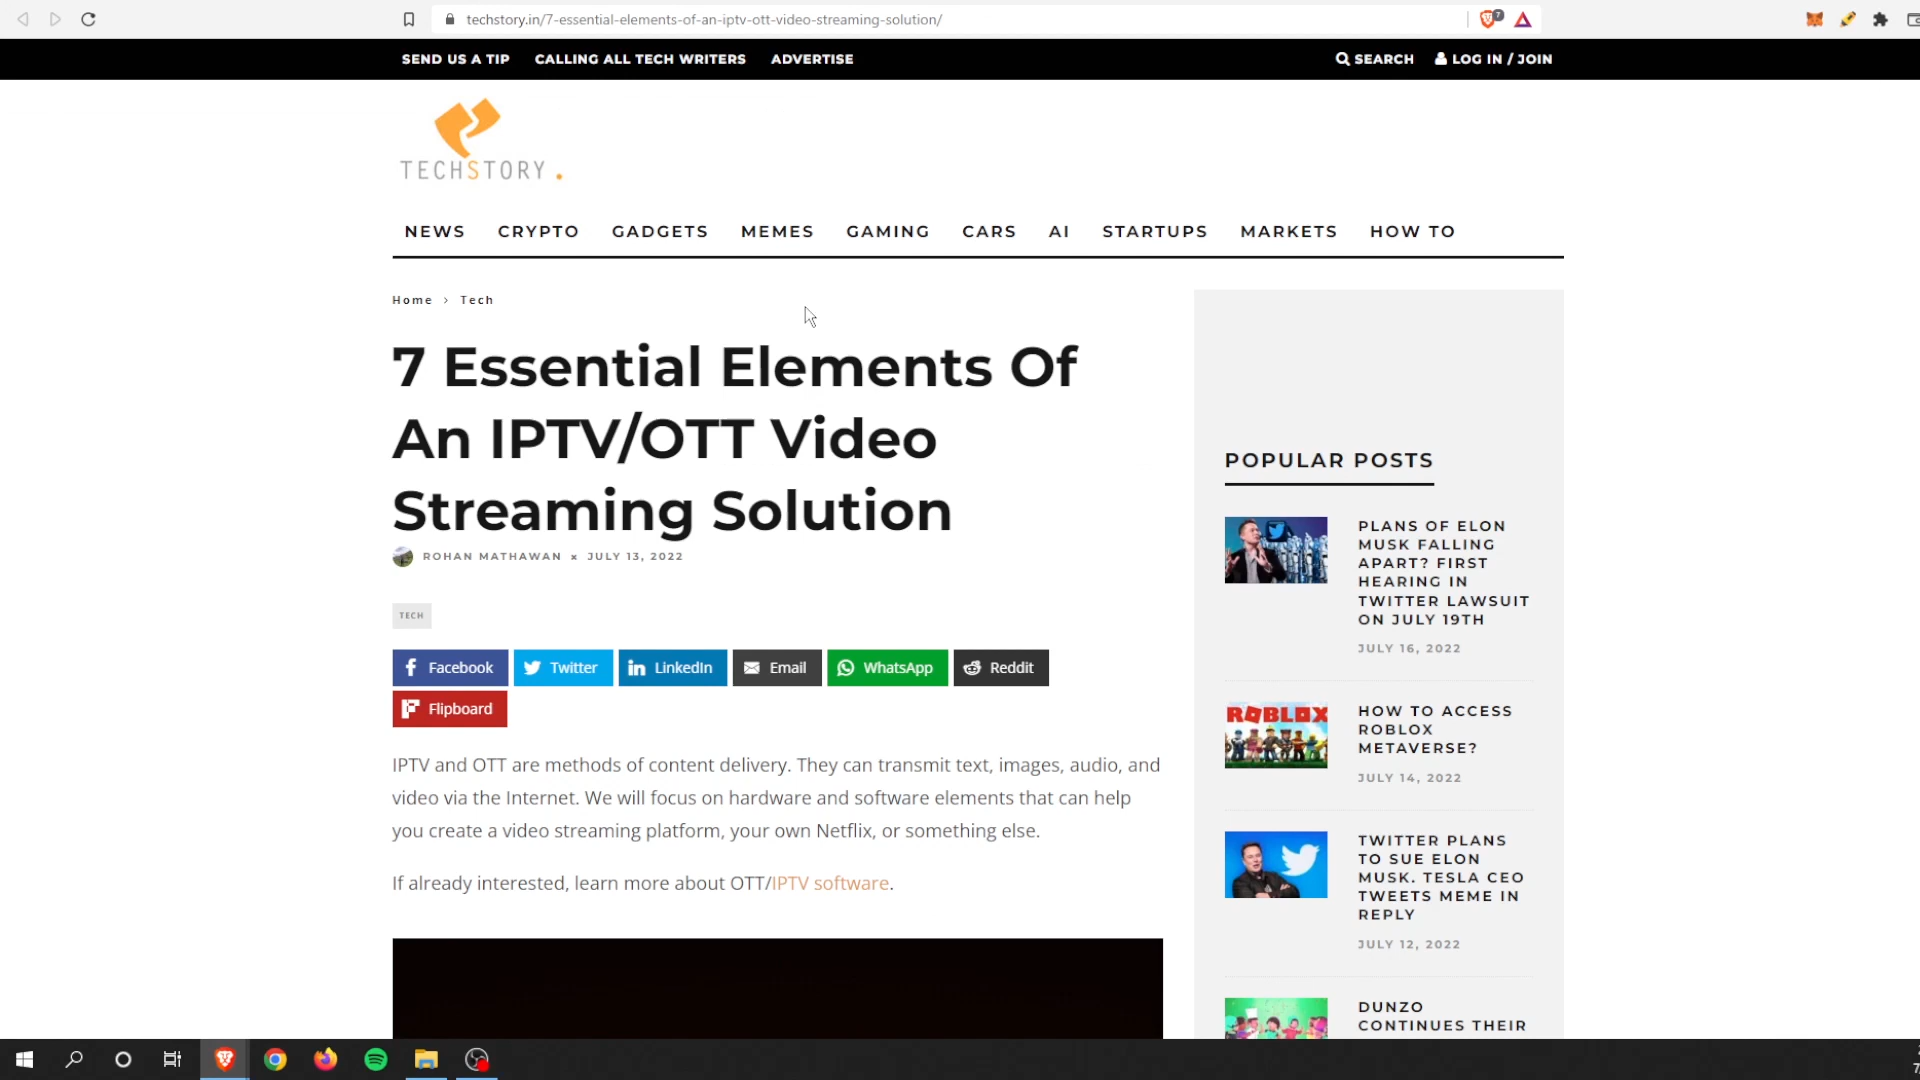 techstory.in/7-essential-elements-of-an-iptv-ott-video-streaming-solution/
7
SEND US A TIP CALLING ALL TECH WRITERS ADVERTISE
SEARCH LOG IN / JOIN
TECHSTORY.
NEWS CRYPTO GADGETS MEMES GAMING CARS AI STARTUPS MARKETS HOW TO
Home > Tech
7 Essential Elements Of
An IPTV/OTT Video
Streaming Solution
ROHAN MATHAWAN × JULY 13, 2022
TECH
Facebook Twitter LinkedIn Email WhatsApp Reddit
Flipboard
IPTV and OTT are methods of content delivery. They can transmit text, images, audio, and
video via the Internet. We will focus on hardware and software elements that can help
you create a video streaming platform, your own Netflix, or something else.
If already interested, learn more about OTT/IPTV software.
POPULAR POSTS
PLANS OF ELON
MUSK FALLING
APART? FIRST
HEARING IN
TWITTER LAWSUIT
ON JULY 19TH
JULY 16, 2022
ROBLOX
HOW TO ACCESS
ROBLOX
METAVERSE?
JULY 14, 2022
TWITTER PLANS
TO SUE ELON
MUSK. TESLA CEO
TWEETS MEME IN
REPLY
JULY 12, 2022
DUNZO
CONTINUES THEIR